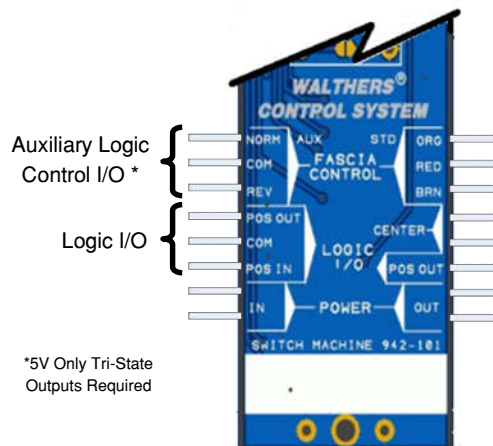 WALTHERS®
CONTROL SYSTEM
Auxiliary Logic
Control I/O *
NORM AUX STD ORG
COM FASCIA CONTROL RED
REV BRN
Logic I/O
POS OUT
CENTER
COM LOGIC I/O
POS IN POS OUT
IN POWER OUT
SWITCH MACHINE 942-101
*5V Only Tri-State
Outputs Required